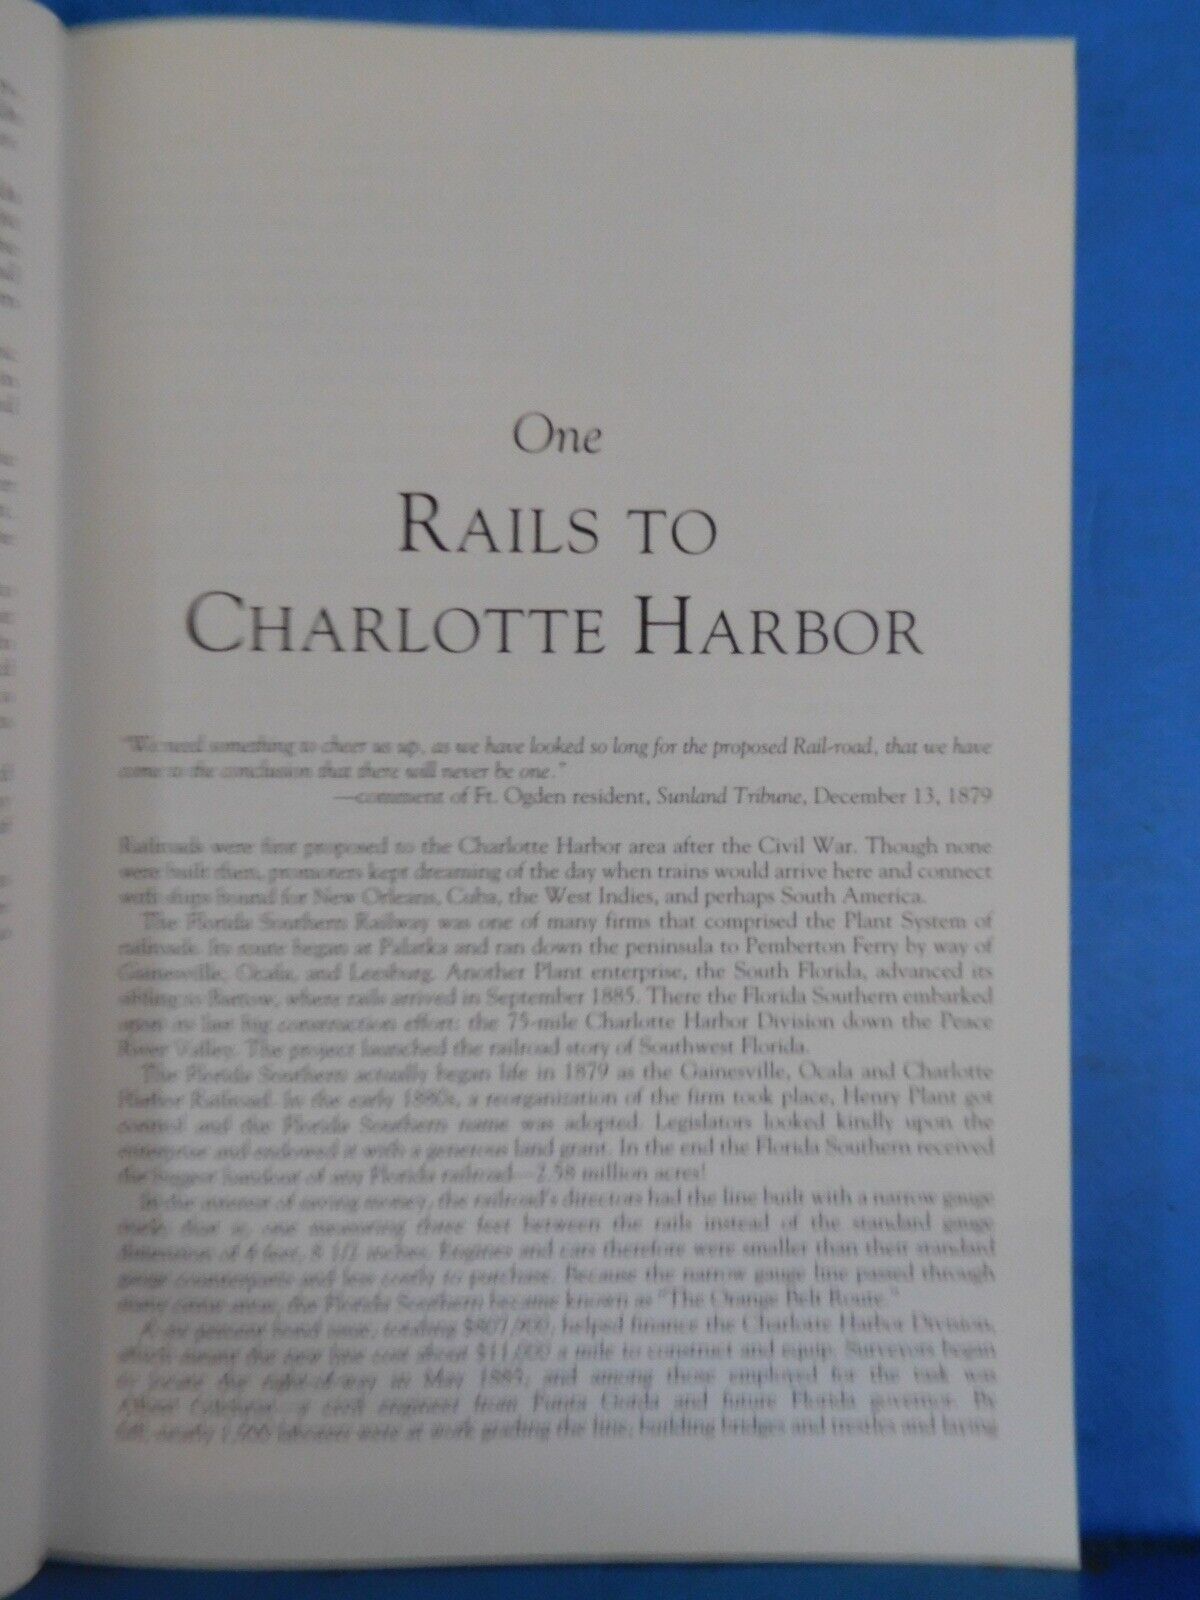 One
RAILS TO
CHARLOTTE HARBOR
"We need something to cheer us up, as we have looked so long for the proposed Rail-road, that we have
come to the conclusion that there will never be one."
—comment of Ft. Ogden resident, Sunland Tribune, December 13, 1879
Railroads were first proposed to the Charlotte Harbor area after the Civil War. Though none
were built then, promoters kept dreaming of the day when trains would arrive here and connect
with ships bound for New Orleans, Cuba, the West Indies, and perhaps South America.
The Florida Southern Railway was one of many firms that comprised the Plant System of
railroads. Its route began at Palatka and ran down the peninsula to Pemberton Ferry by way of
Gainesville, Ocala, and Leesburg. Another Plant enterprise, the South Florida, advanced its
to Bartow, where rails arrived in September 1885. There the Florida Southern embarked
upon its last big construction effort: the 75-mile Charlotte Harbor Division down the Peace
River Valley. The project launched the railroad story of Southwest Florida.
The Florida Southern actually began life in 1879 as the Gainesville, Ocala and Charlotte
Harbor Railroad. In the early 1880s, a reorganization of the firm took place, Henry Plant got
control and the Florida Southern name was adopted. Legislators looked kindly upon the
enterprise and endowed it with a generous land grant. In the end the Florida Southern received
the biggest handout of any Florida railroad—2.58 million acres!
In the interest of saving money, the railroad's directors had the line built with a narrow gauge
that is, one measuring three feet between the rails instead of the standard gauge
dimension of 4 feet, 8 1/2 inches. Engines and cars therefore were smaller than their standard
gauge counterparts and less costly to purchase. Because the narrow gauge line passed through
many citrus areas, the Florida Southern became known as "The Orange Belt Route."
A six percent bond issue, totaling $807,000, helped finance the Charlotte Harbor Division,
which meant the new line cost about $11,000 a mile to construct and equip. Surveyors began
to locate the right-of-way in May 1885, and among those employed for the task was
Albert Gilchrist—a civil engineer from Punta Gorda and future Florida governor. By
fall, nearly 1,000 laborers were at work grading the line, building bridges and trestles and laying